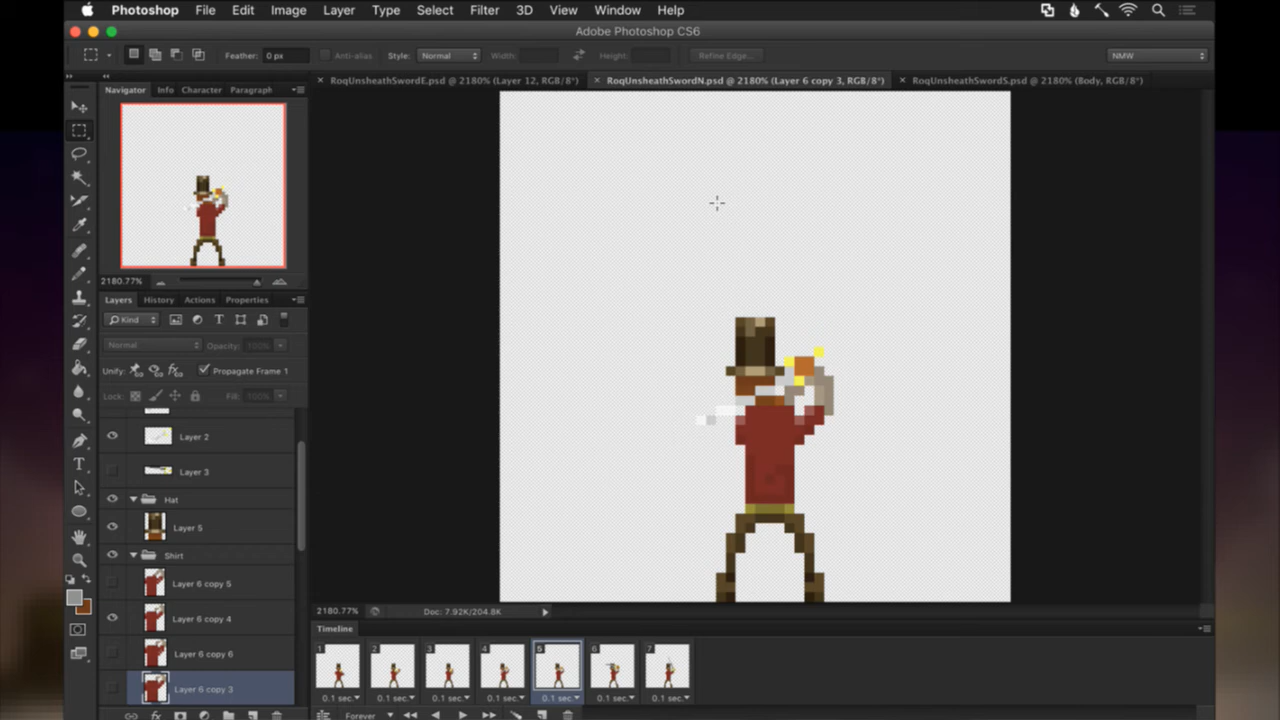 Photoshop File Edit Image Layer Type Select Filter 3D View Window Help
Adobe Photoshop CS6
Feather: 0 px Anti-alias Style: Normal Width: Height: Refine Edge... NMW
RoqUnsheathSwordE.psd @ 2180% (Layer 12, RGB/8*) RoqUnsheathSwordN.psd @ 2180% (Layer 6 copy 3, RGB/8*) RoqUnsheathSwordS.psd @ 2180% (Body, RGB/8*)
Navigator Info Character Paragraph
2180.77%
Layers History Actions Properties
Kind
Normal Opacity: 100%
Unify: Propagate Frame 1
Lock: Fill: 100%
Layer 2
Layer 3
Hat
Layer 5
Shirt
Layer 6 copy 5
Layer 6 copy 4
Layer 6 copy 6
Layer 6 copy 3
2180.77% Doc: 7.92K/204.8K
Timeline
1 2 3 4 5 6 7
0.1 sec. 0.1 sec. 0.1 sec. 0.1 sec. 0.1 sec. 0.1 sec. 0.1 sec.
Forever